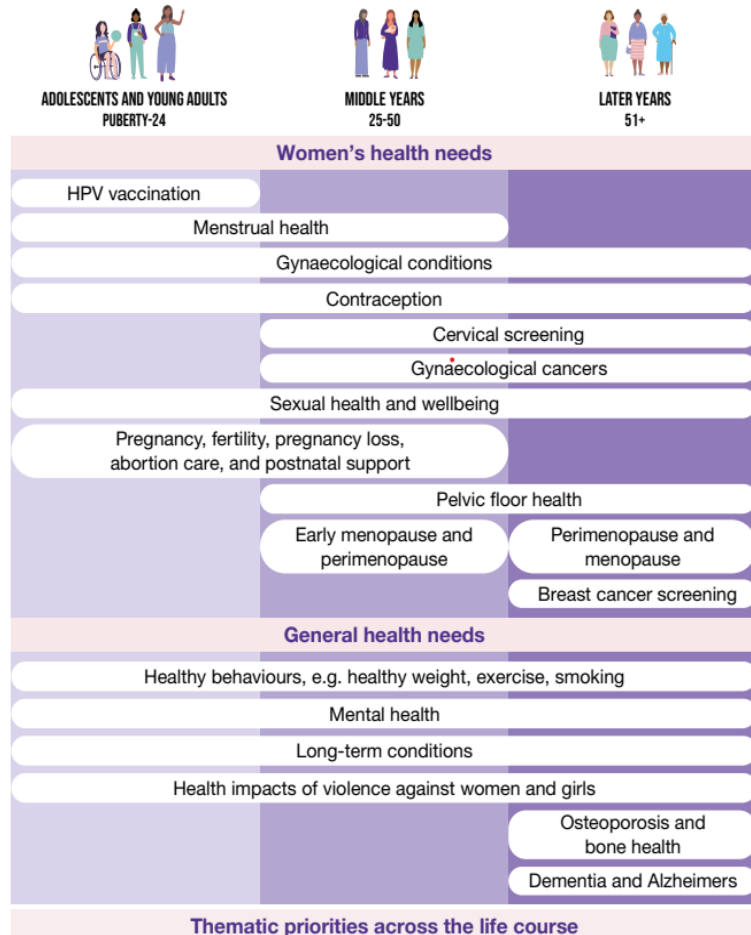 ADOLESCENTS AND YOUNG ADULTS
PUBERTY-24
MIDDLE YEARS
25-50
LATER YEARS
51+
Women’s health needs
HPV vaccination
Menstrual health
Gynaecological conditions
Contraception
Cervical screening
Gynaecological cancers
Sexual health and wellbeing
Pregnancy, fertility, pregnancy loss,
abortion care, and postnatal support
Pelvic floor health
Early menopause and
perimenopause
Perimenopause and
menopause
Breast cancer screening
General health needs
Healthy behaviours, e.g. healthy weight, exercise, smoking
Mental health
Long-term conditions
Health impacts of violence against women and girls
Osteoporosis and
bone health
Dementia and Alzheimers
Thematic priorities across the life course